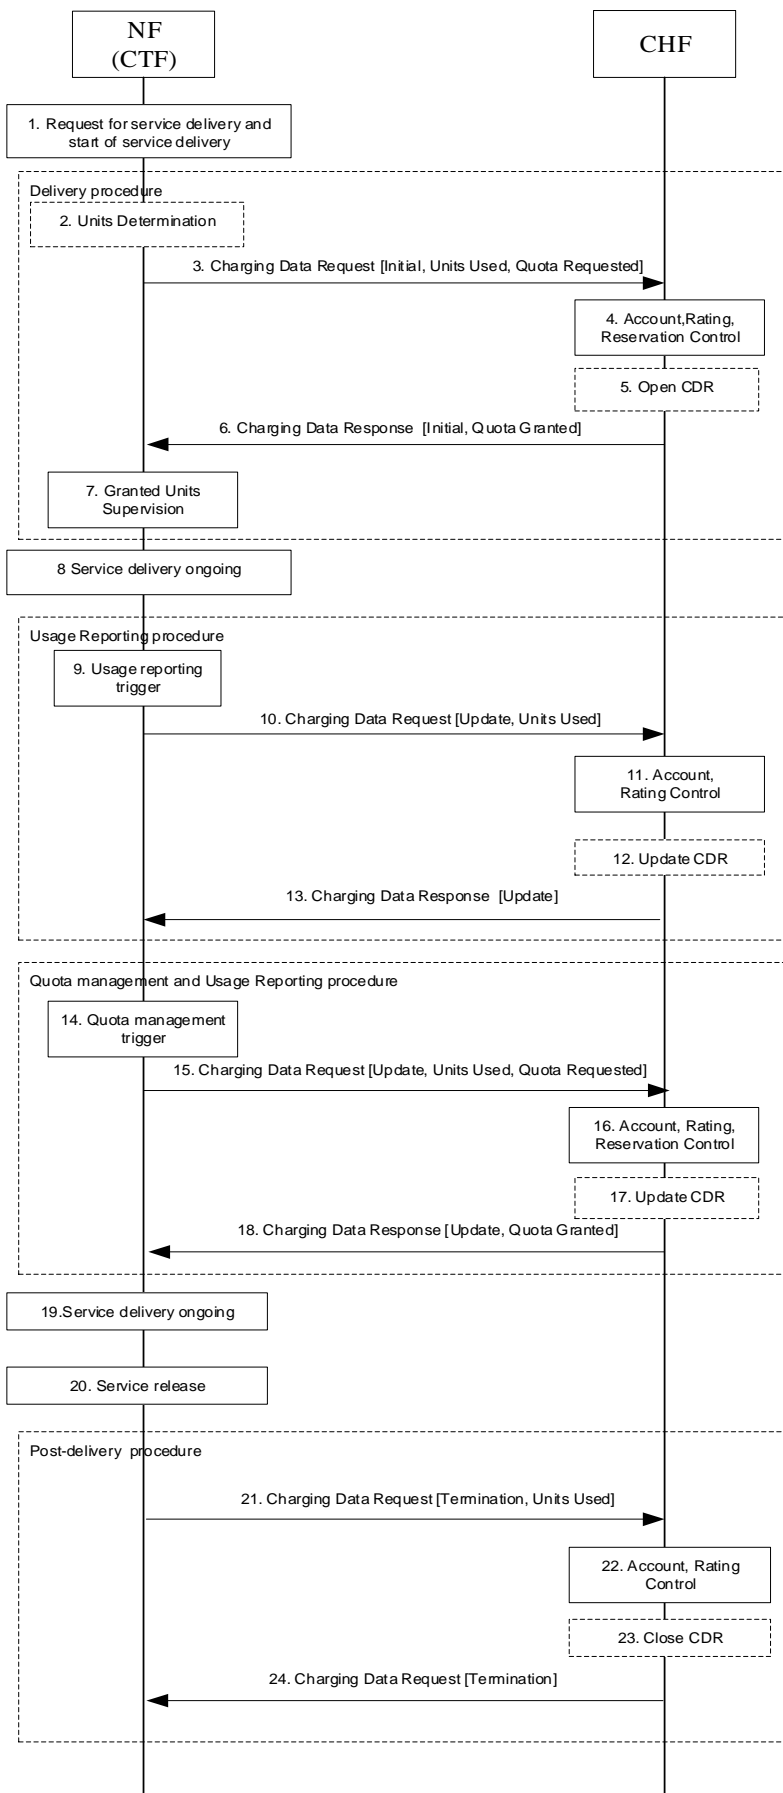 NF
(CTF)
CHF
1. Request for service delivery and
start of service delivery
Delivery procedure
2. Units Determination
3. Charging Data Request [Initial, Units Used, Quota Requested]
4. Account,Rating,
Reservation Control
5. Open CDR
6. Charging Data Response [Initial, Quota Granted]
7. Granted Units
Supervision
8 Service delivery ongoing
Usage Reporting procedure
9. Usage reporting
trigger
10. Charging Data Request [Update, Units Used]
11. Account,
Rating Control
12. Update CDR
13. Charging Data Response [Update]
Quota management and Usage Reporting procedure
14. Quota management
trigger
15. Charging Data Request [Update, Units Used, Quota Requested]
16. Account, Rating,
Reservation Control
17. Update CDR
18. Charging Data Response [Update, Quota Granted]
19.Service delivery ongoing
20. Service release
Post-delivery procedure
21. Charging Data Request [Termination, Units Used]
22. Account, Rating
Control
23. Close CDR
24. Charging Data Request [Termination]